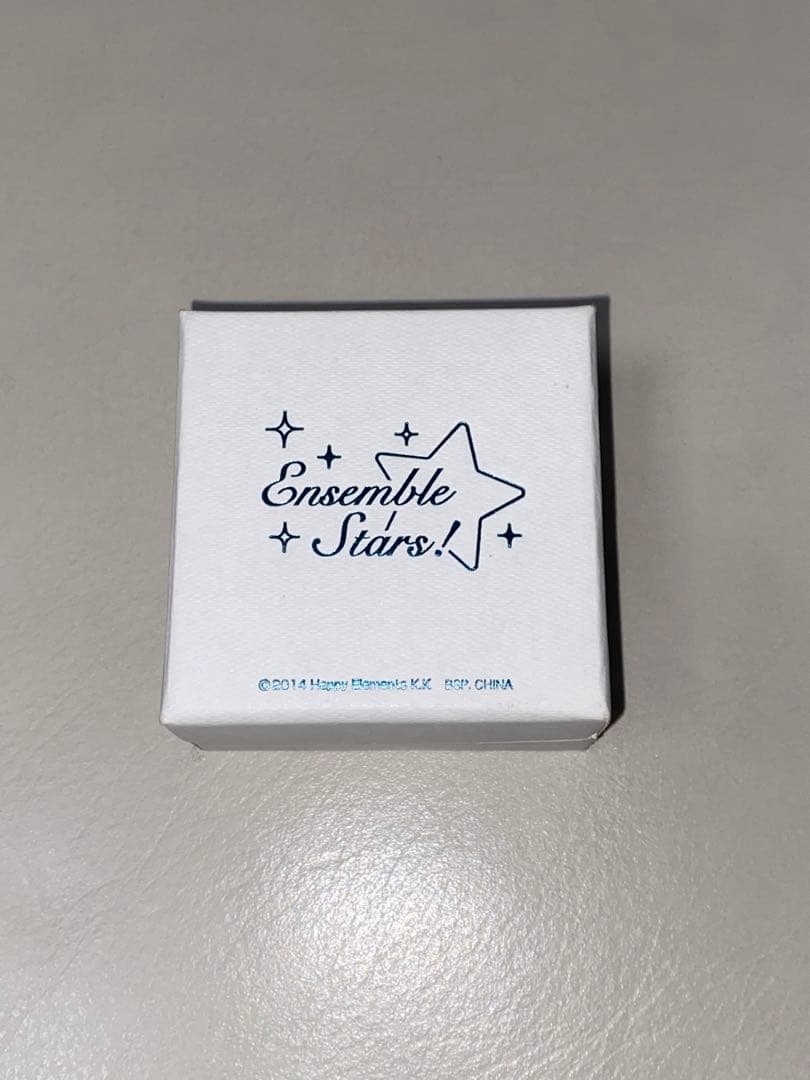 Ensemble
Stars!
©2014 Happy Elements K.K BSP. CHINA